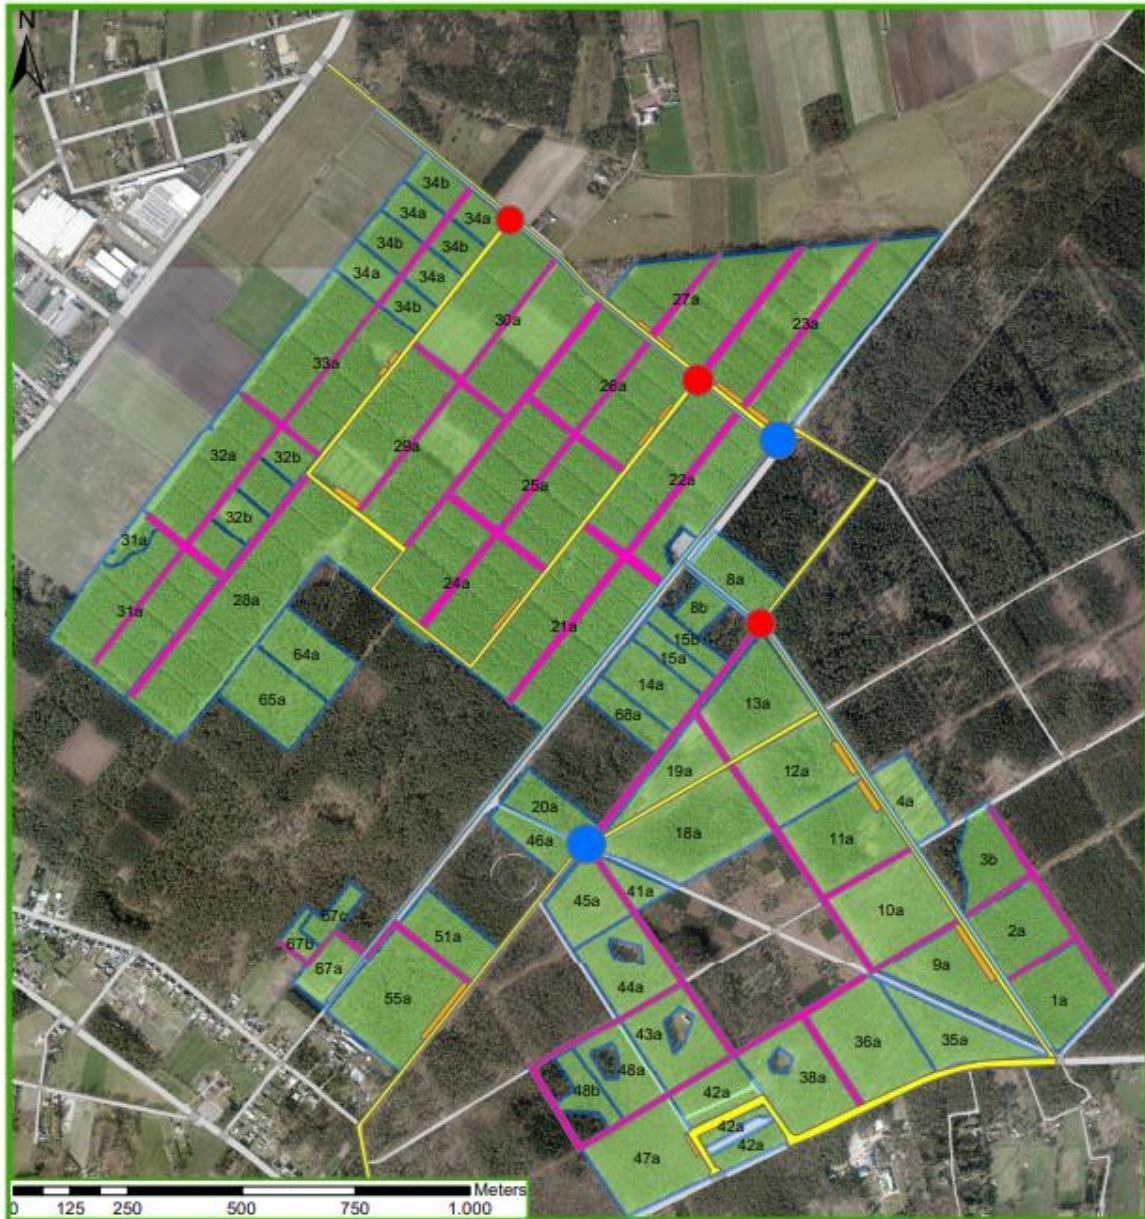 N
34b
34a
34a
34b
34b
34a
34a
34b
27a
23a
30a
33a
26a
29a
32a
32b
22a
25a
32b
31a
8a
24a
28a
31a
8b
21a
15b
64a
15a
14a
65a
13a
68a
19a
12a
20a
4a
18a
46a
11a
3b
41a
45a
10a
67c
2a
51a
67b
9a
67a
44a
55a
1a
43a
36a
35a
48a
38a
48b
42a
42a
42a
47a
Meters
0 125 250 500 750 1.000